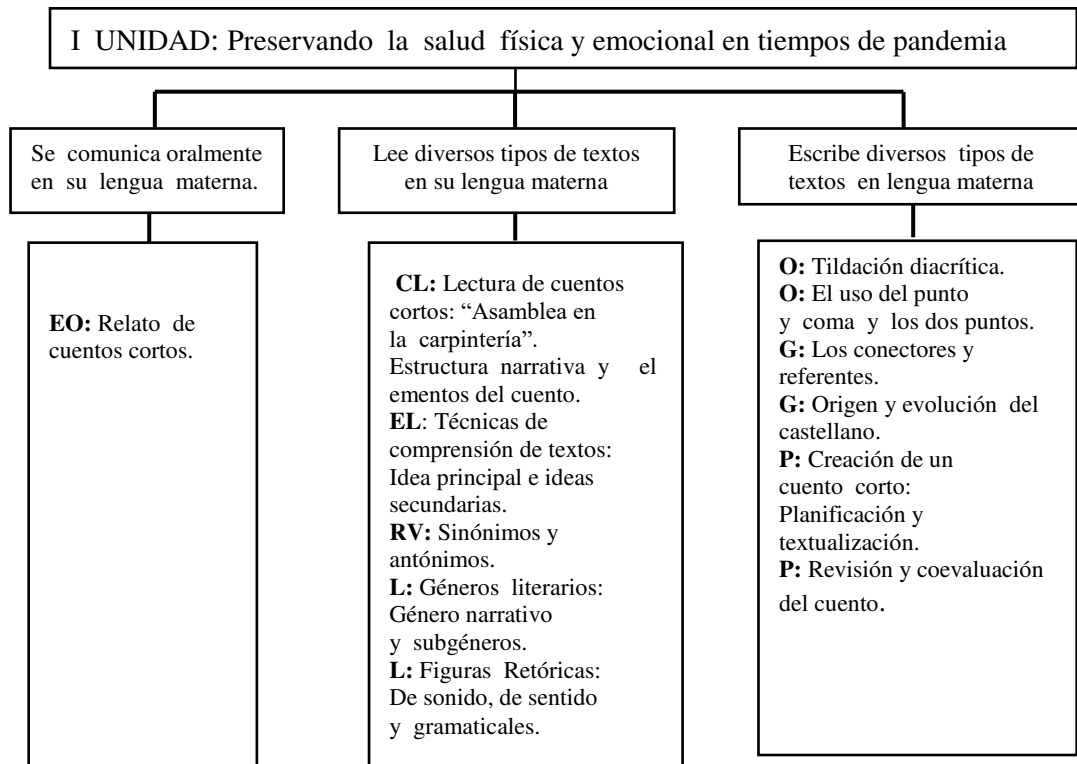 I UNIDAD: Preservando la salud física y emocional en tiempos de pandemia
Se comunica oralmente
en su lengua materna.
Lee diversos tipos de textos
en su lengua materna
Escribe diversos tipos de
textos en lengua materna
EO: Relato de
cuentos cortos.
CL: Lectura de cuentos
cortos: “Asamblea en
la carpintería”.
Estructura narrativa y el
ementos del cuento.
EL: Técnicas de
comprensión de textos:
Idea principal e ideas
secundarias.
RV: Sinónimos y
antónimos.
L: Géneros literarios:
Género narrativo
y subgéneros.
L: Figuras Retóricas:
De sonido, de sentido
y gramaticales.
O: Tildación diacrítica.
O: El uso del punto
y coma y los dos puntos.
G: Los conectores y
referentes.
G: Origen y evolución del
castellano.
P: Creación de un
cuento corto:
Planificación y
textualización.
P: Revisión y coevaluación
del cuento.